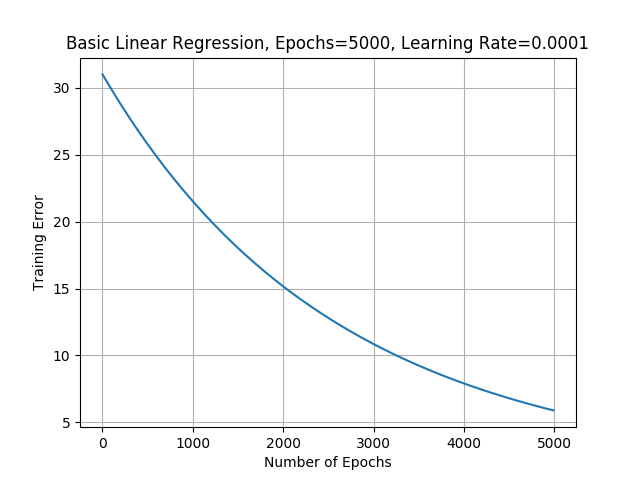 Basic Linear Regression, Epochs=5000, Learning Rate=0.0001
30
25
20
15
10
5
Training Error
0 1000 2000 3000 4000 5000
Number of Epochs